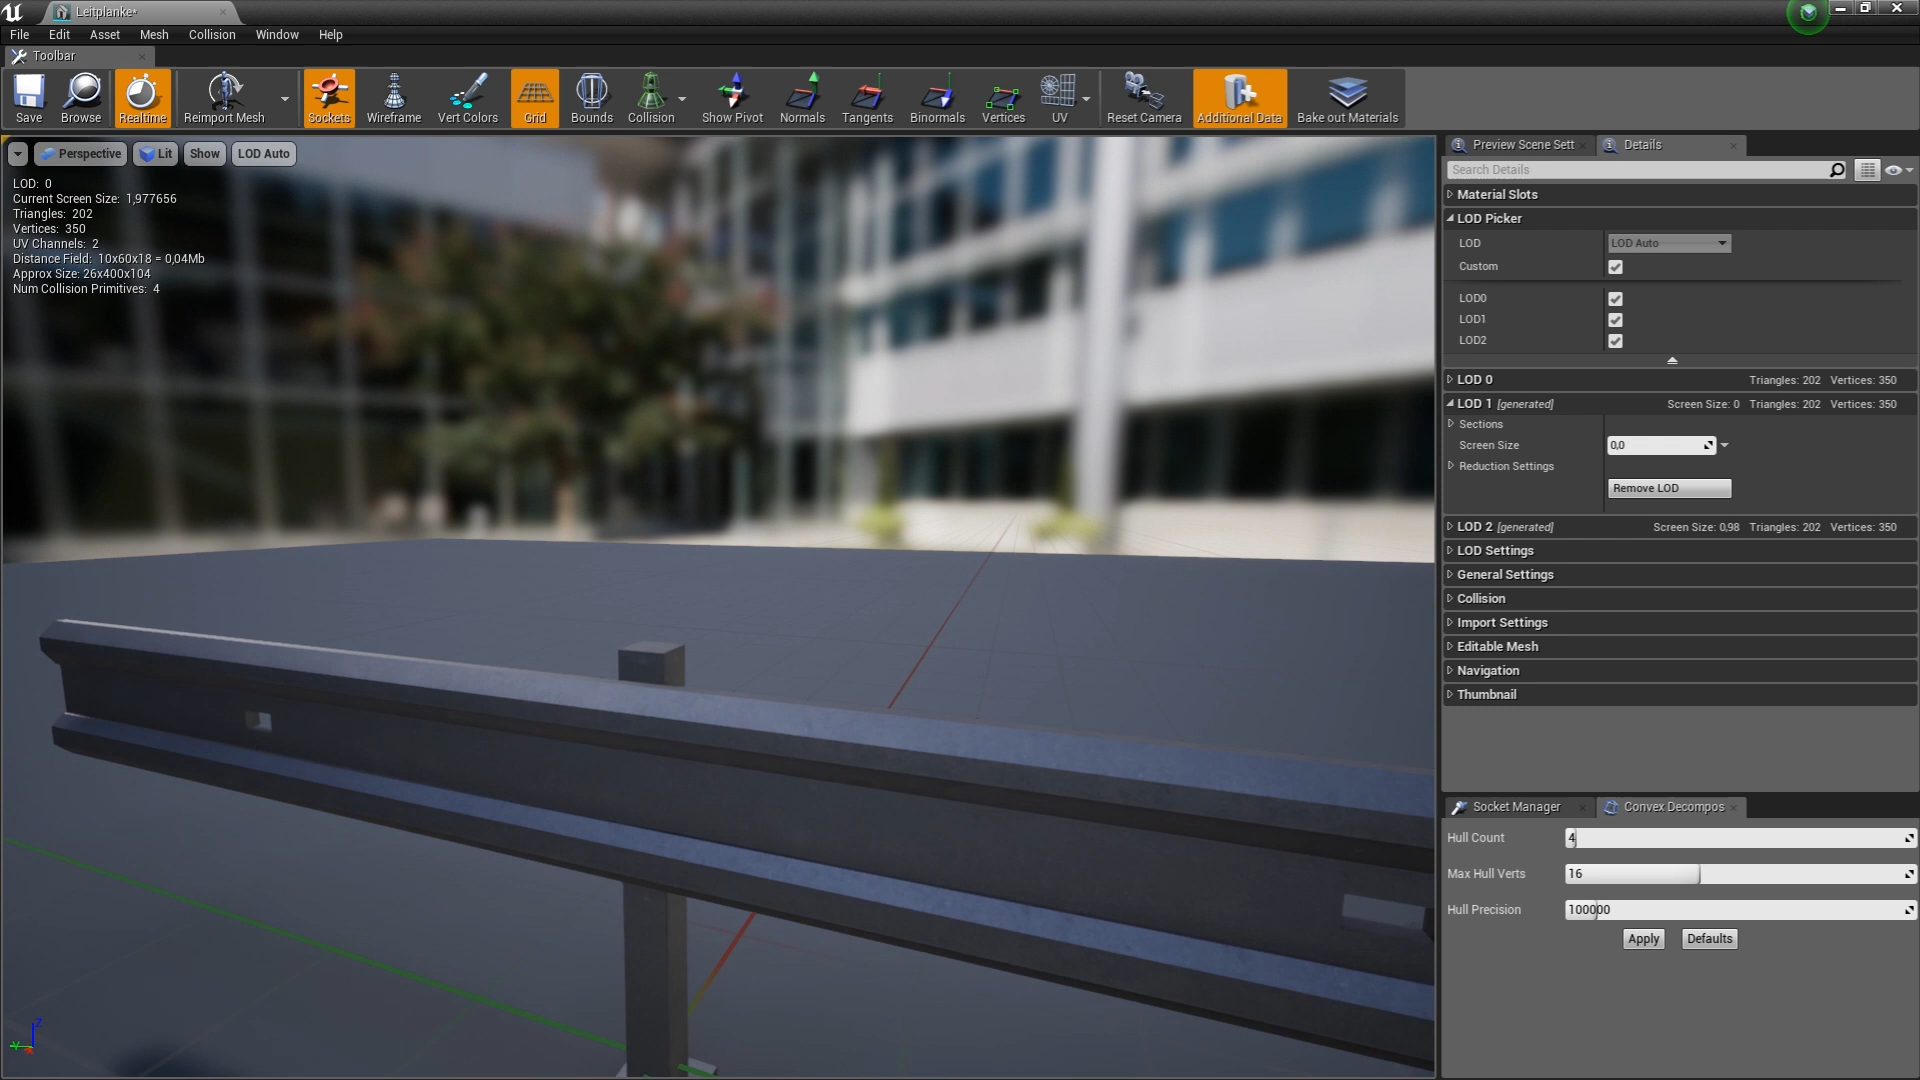 Leitplanke*
File Edit Asset Mesh Collision Window Help
Toolbar
Save Browse Realtime Reimport Mesh Sockets Wireframe Vert Colors Grid Bounds Collision Show Pivot Normals Tangents Binormals Vertices UV Reset Camera Additional Data Bake out Materials
Perspective Lit Show LOD Auto
LOD: 0
Current Screen Size: 1,977656
Triangles: 202
Vertices: 350
UV Channels: 2
Distance Field: 10x60x18 = 0,04Mb
Approx Size: 26x400x104
Num Collision Primitives: 4
Preview Scene Sett Details
Search Details
Material Slots
LOD Picker
LOD LOD Auto
Custom
LOD0
LOD1
LOD2
LOD 0 Triangles: 202 Vertices: 350
LOD 1 [generated] Screen Size: 0 Triangles: 202 Vertices: 350
Sections
Screen Size 0,0
Reduction Settings
Remove LOD
LOD 2 [generated] Screen Size: 0,98 Triangles: 202 Vertices: 350
LOD Settings
General Settings
Collision
Import Settings
Editable Mesh
Navigation
Thumbnail
Socket Manager Convex Decompos
Hull Count 4
Max Hull Verts 16
Hull Precision 100000
Apply Defaults
Z
Y